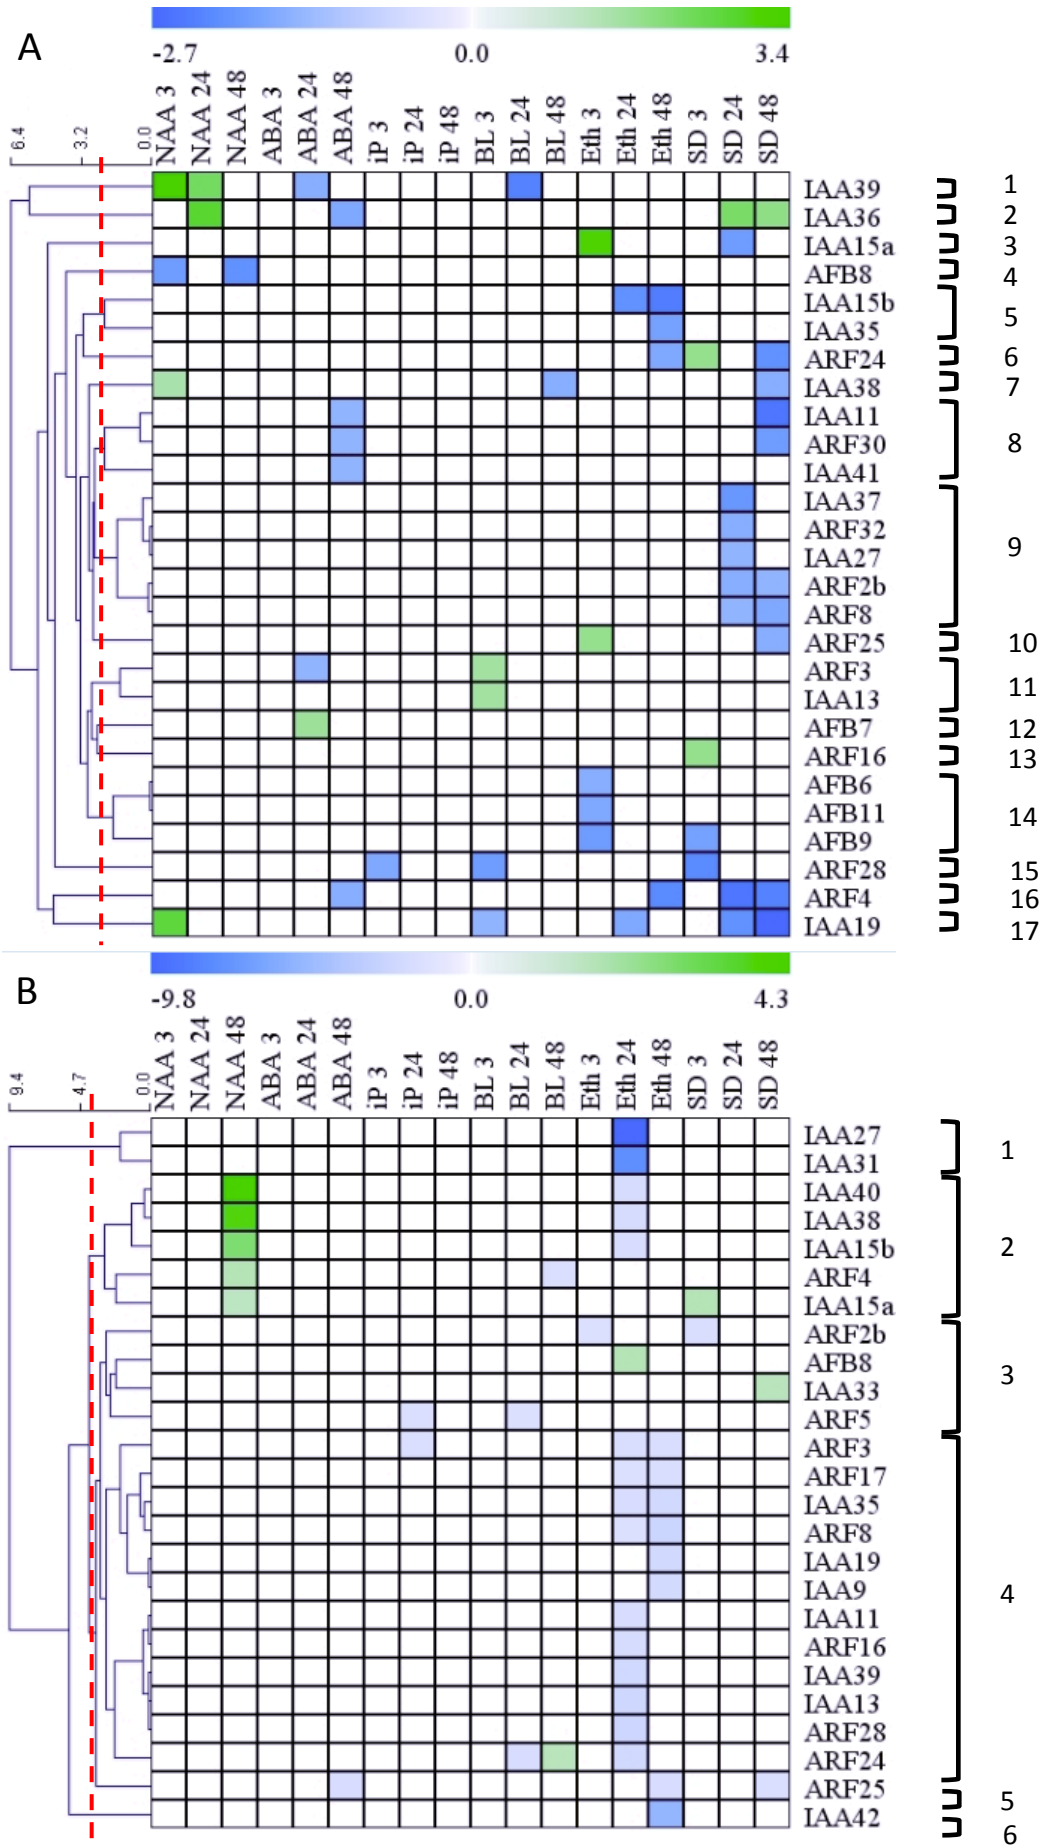 A
-2.7 0.0 3.4
6.4 3.2 0.0
NAA 3 NAA 24 NAA 48 ABA 3 ABA 24 ABA 48 iP 3 iP 24 iP 48 BL 3 BL 24 BL 48 Eth 3 Eth 24 Eth 48 SD 3 SD 24 SD 48
IAA39 1
IAA36 2
IAA15a 3
AFB8 4
IAA15b
5
IAA35
ARF24 6
IAA38 7
IAA11
ARF30 8
IAA41
IAA37
ARF32
IAA27 9
ARF2b
ARF8
ARF25 10
ARF3
11
IAA13
AFB7 12
ARF16 13
AFB6
AFB11 14
AFB9
ARF28 15
ARF4 16
IAA19 17
B
-9.8 0.0 4.3
9.4 4.7 0.0
NAA 3 NAA 24 NAA 48 ABA 3 ABA 24 ABA 48 iP 3 iP 24 iP 48 BL 3 BL 24 BL 48 Eth 3 Eth 24 Eth 48 SD 3 SD 24 SD 48
IAA27
1
IAA31
IAA40
IAA38
IAA15b 2
ARF4
IAA15a
ARF2b
AFB8
3
IAA33
ARF5
ARF3
ARF17
IAA35
ARF8
IAA19
IAA9 4
IAA11
ARF16
IAA39
IAA13
ARF28
ARF24
ARF25 5
IAA42 6